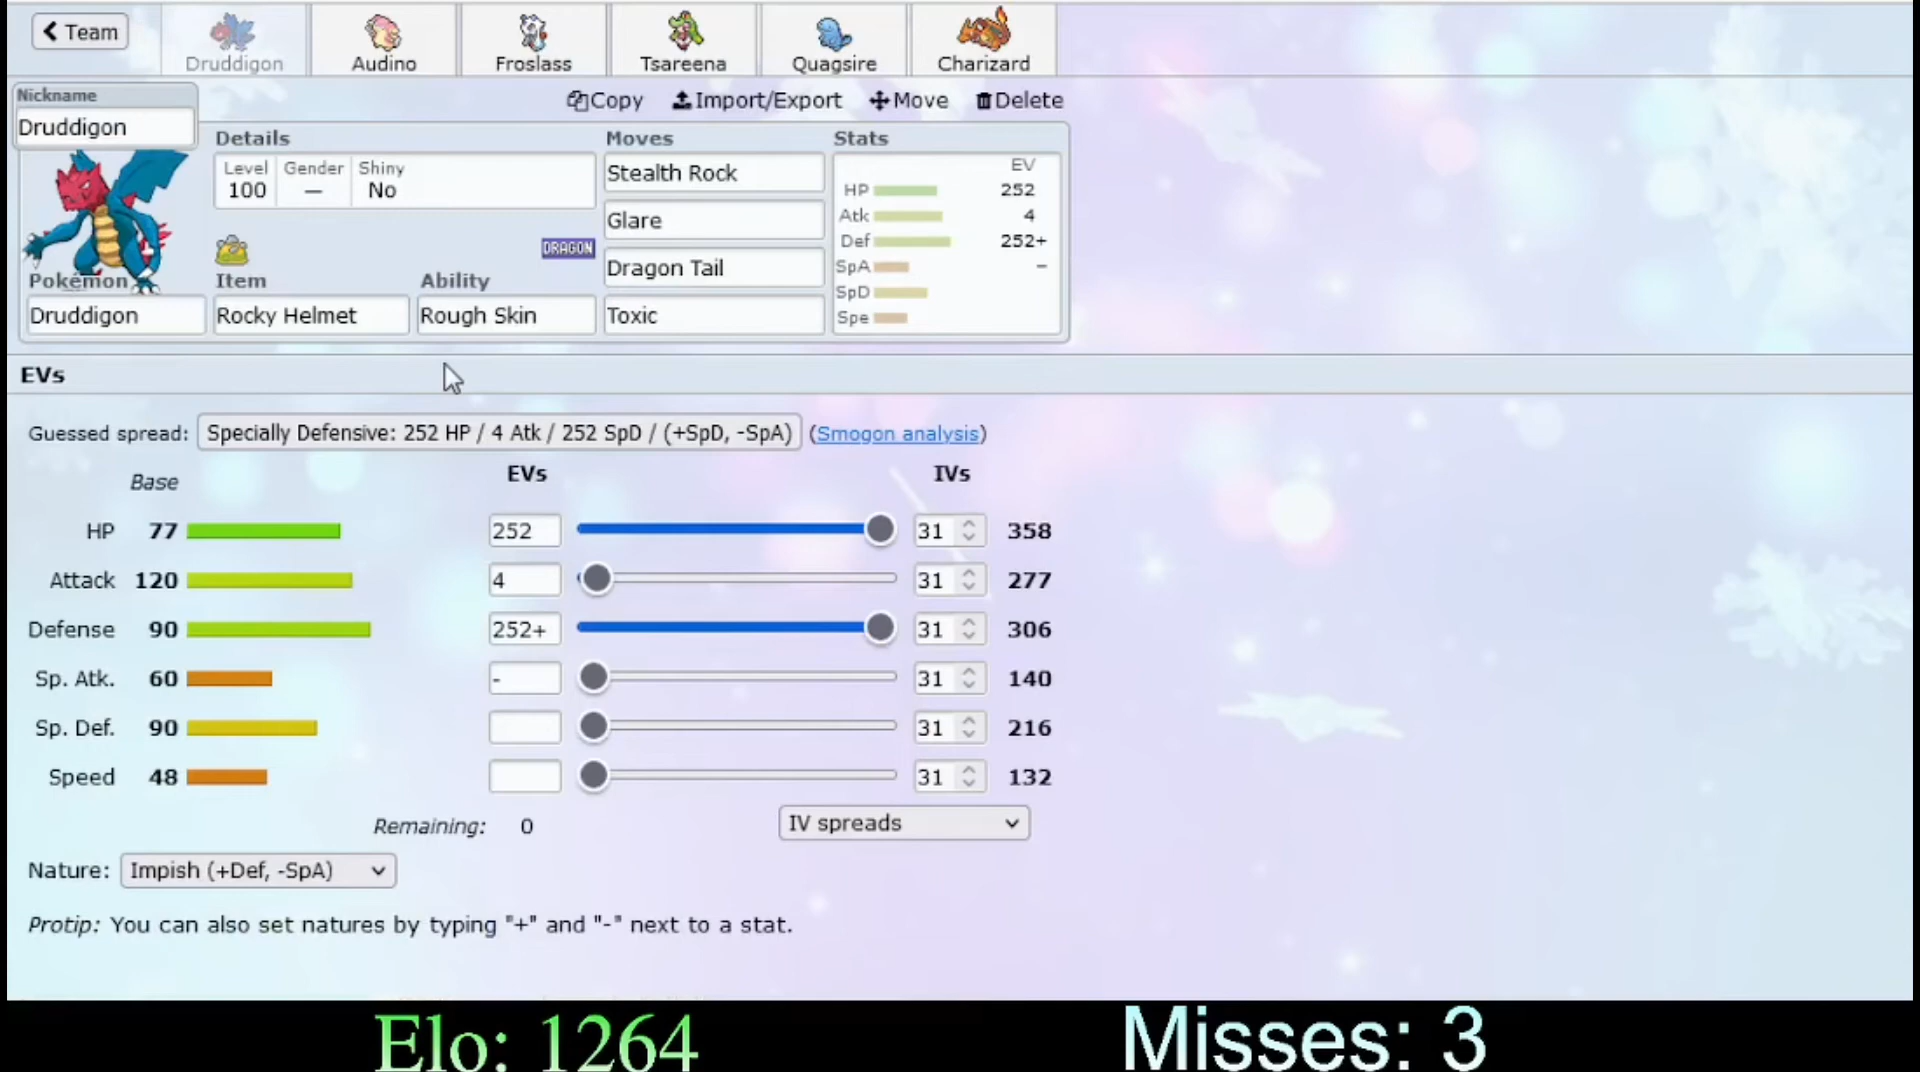 Team
Druddigon
Audino
Froslass
Tsareena
Quagsire
Charizard
Nickname
Druddigon
Copy Import/Export Move Delete
Details
Level Gender Shiny
100 — No
DRAGON
Pokémon Item Ability
Druddigon Rocky Helmet Rough Skin
Moves
Stealth Rock
Glare
Dragon Tail
Toxic
Stats
EV
HP 252
Atk 4
Def 252+
SpA -
SpD
Spe
EVs
Guessed spread: Specially Defensive: 252 HP / 4 Atk / 252 SpD / (+SpD, -SpA) (Smogon analysis)
Base EVs IVs
HP 77 252 31 358
Attack 120 4 31 277
Defense 90 252+ 31 306
Sp. Atk. 60 - 31 140
Sp. Def. 90 31 216
Speed 48 31 132
Remaining: 0 IV spreads
Nature: Impish (+Def, -SpA)
Protip: You can also set natures by typing "+" and "-" next to a stat.
Elo: 1264 Misses: 3